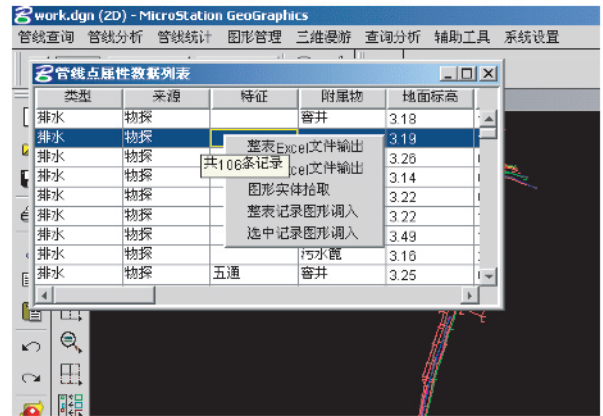 work.dgn (2D) - MicroStation GeoGraphics
管线查询 管线分析 管线统计 图形管理 三维漫游 查询分析 辅助工具 系统设置
管线点属性数据列表
类型 来源 特征 附属物 地面标高
排水 物探 窨井 3.18
排水 物探 3.19
排水 物探 3.26
排水 物探 3.14
排水 物探 3.22
排水 物探 3.22
排水 物探 3.49
排水 物探 污水篦 3.16
排水 物探 五通 窨井 3.25
整表Excel文件输出
cel文件输出
图形实体拾取
整表记录图形调入
选中记录图形调入
共106条记录